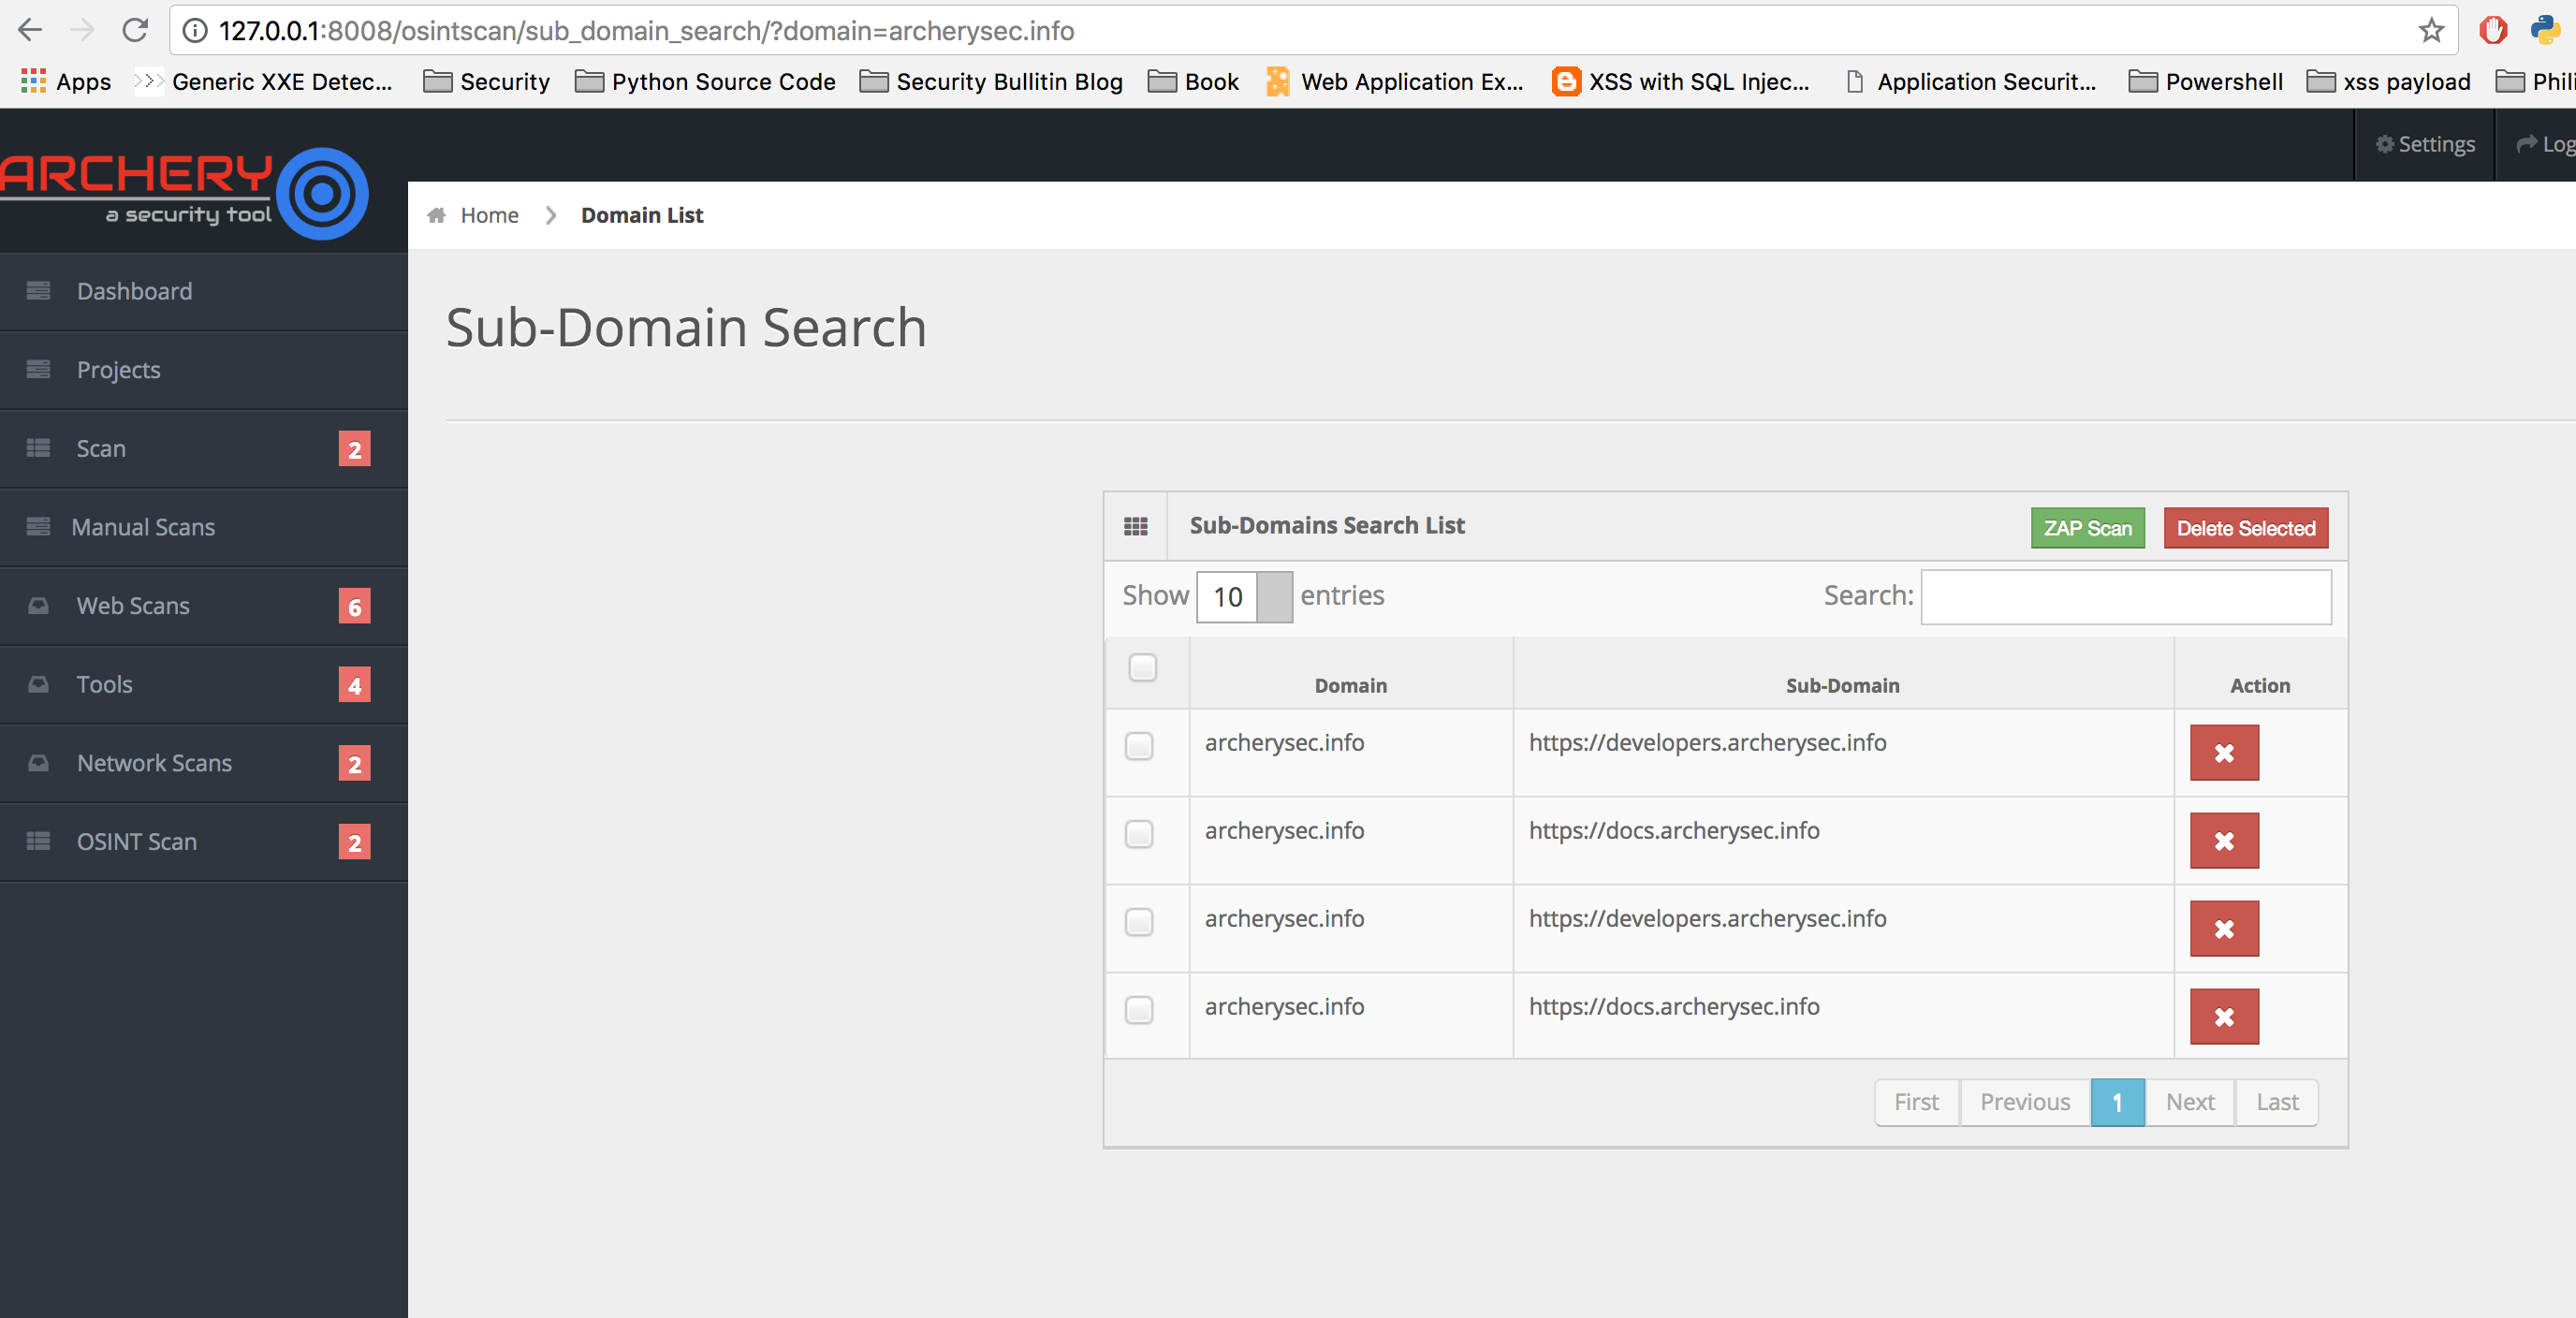 127.0.0.1:8008/osintscan/sub_domain_search/?domain=archerysec.info
Apps Generic XXE Detec... Security Python Source Code Security Bullitin Blog Book Web Application Ex... XSS with SQL Injec... Application Securit... Powershell xss payload Phili
ARCHERY
a security tool
Settings Log
Home Domain List
Dashboard
Projects
Scan 2
Manual Scans
Web Scans 6
Tools 4
Network Scans 2
OSINT Scan 2
Sub-Domain Search
Sub-Domains Search List ZAP Scan Delete Selected
Show 10 entries Search:
Domain Sub-Domain Action
archerysec.info https://developers.archerysec.info
archerysec.info https://docs.archerysec.info
archerysec.info https://developers.archerysec.info
archerysec.info https://docs.archerysec.info
First Previous 1 Next Last